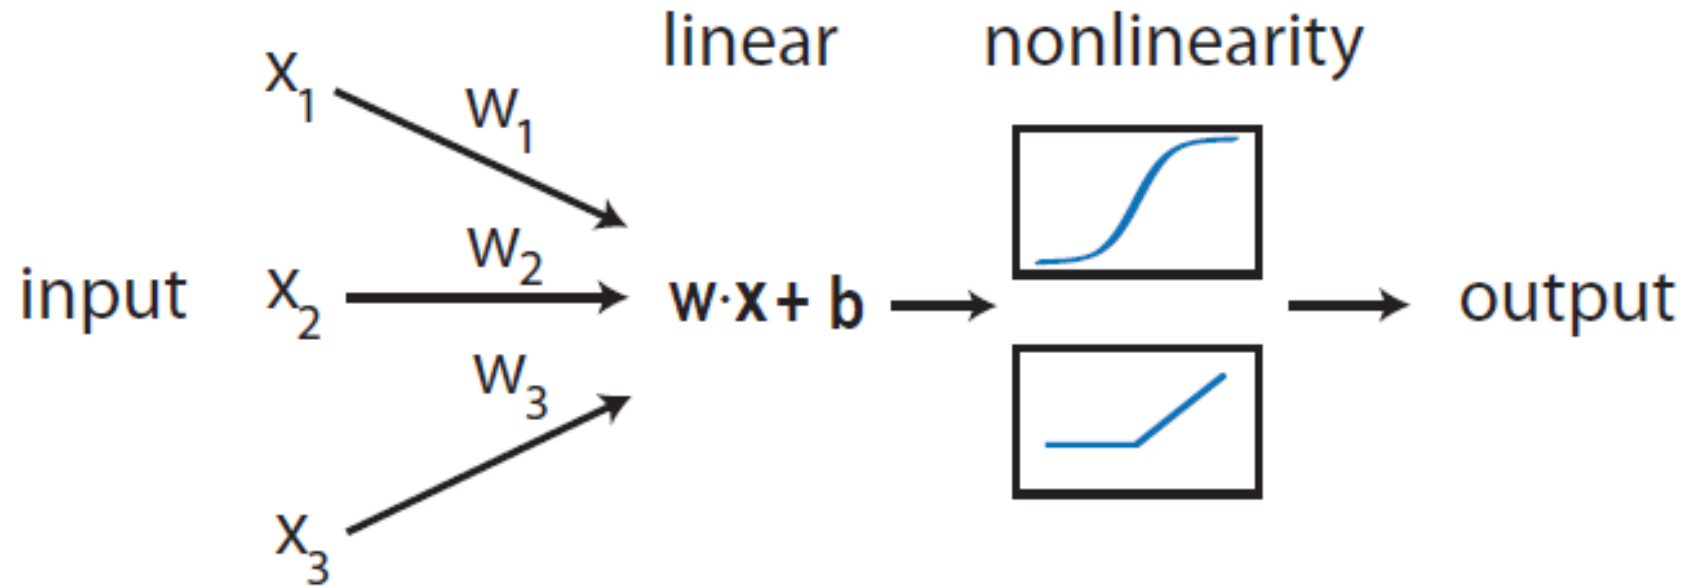 linear nonlinearity
x₁ w₁
input x₂ w₂ w·x + b output
w₃
x₃